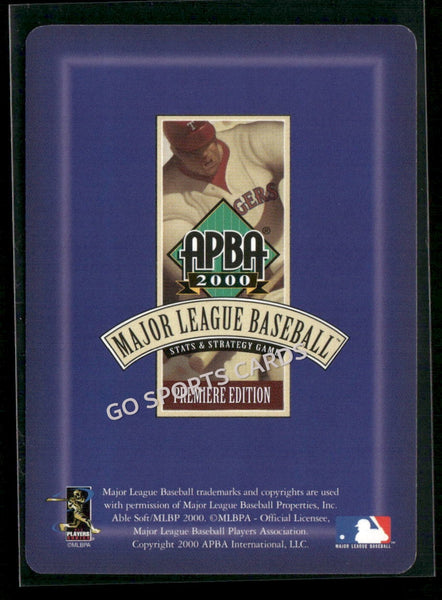 T
GERS
APBA®
2000
MAJOR LEAGUE BASEBALL™
STATS & STRATEGY GAME
GO SPORTS CARDS
PREMIERE EDITION
Major League Baseball trademarks and copyrights are used
with permission of Major League Baseball Properties, Inc.
Able Soft/MLBP 2000. ©MLBPA - Official Licensee,
Major League Baseball Players Association.
Copyright 2000 APBA International, LLC.
PLAYERS
©MLBPA
MAJOR LEAGUE BASEBALL